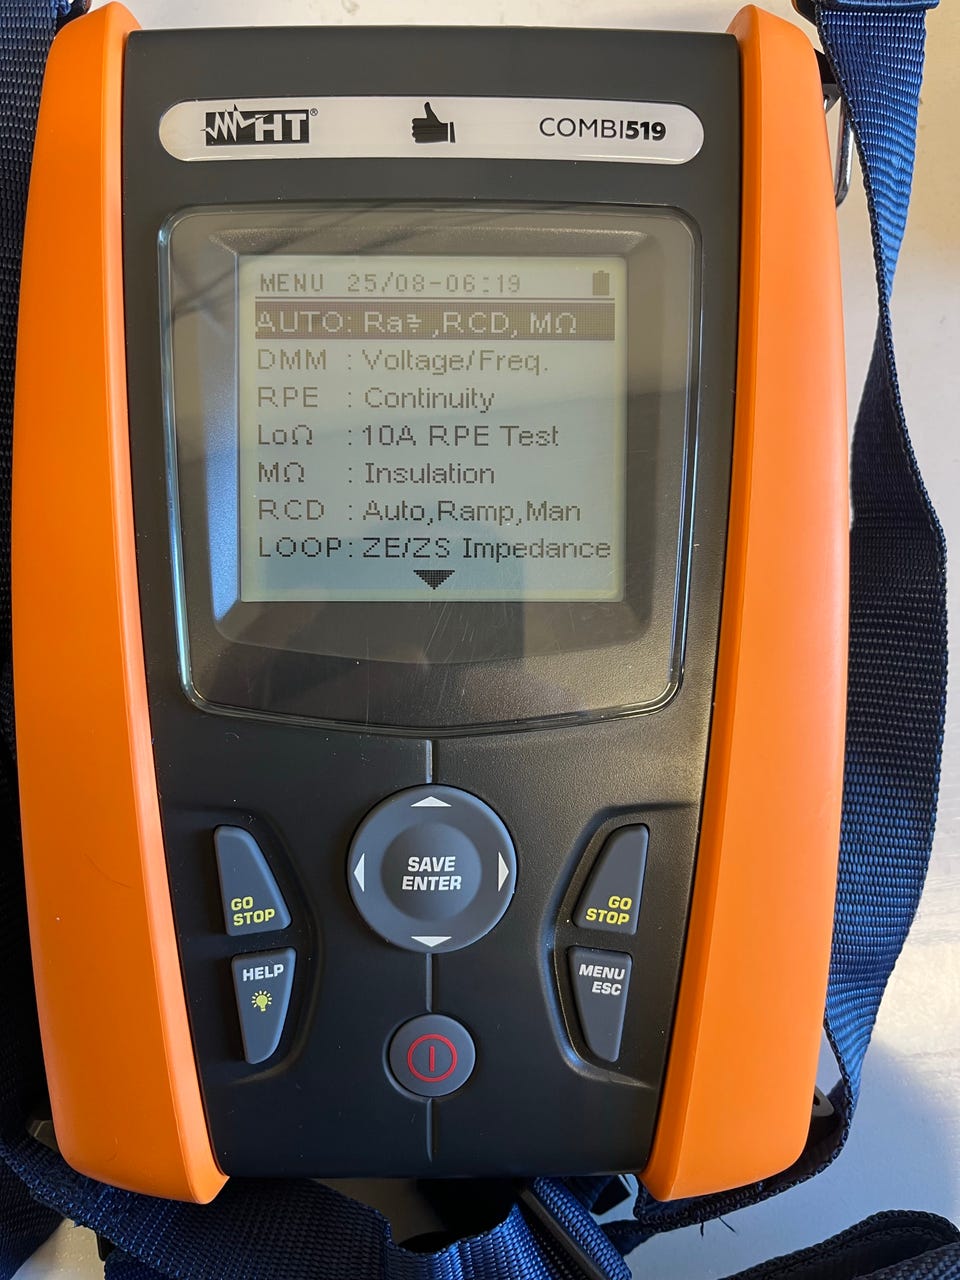 HT®
COMBI519
MENU 25/08-06:19
AUTO: Ra⏚,RCD, MΩ
DMM : Voltage/Freq.
RPE : Continuity
LoΩ :10A RPE Test
MΩ : Insulation
RCD : Auto,Ramp,Man
LOOP: ZE/ZS Impedance
SAVE
ENTER
GO
STOP
GO
STOP
HELP
MENU
ESC